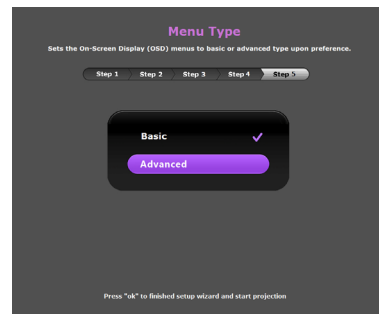 Menu Type
Sets the On-Screen Display (OSD) menus to basic or advanced type upon preference.
Step 1 Step 2 Step 3 Step 4 Step 5
Basic
Advanced
Press "ok" to finished setup wizard and start projection